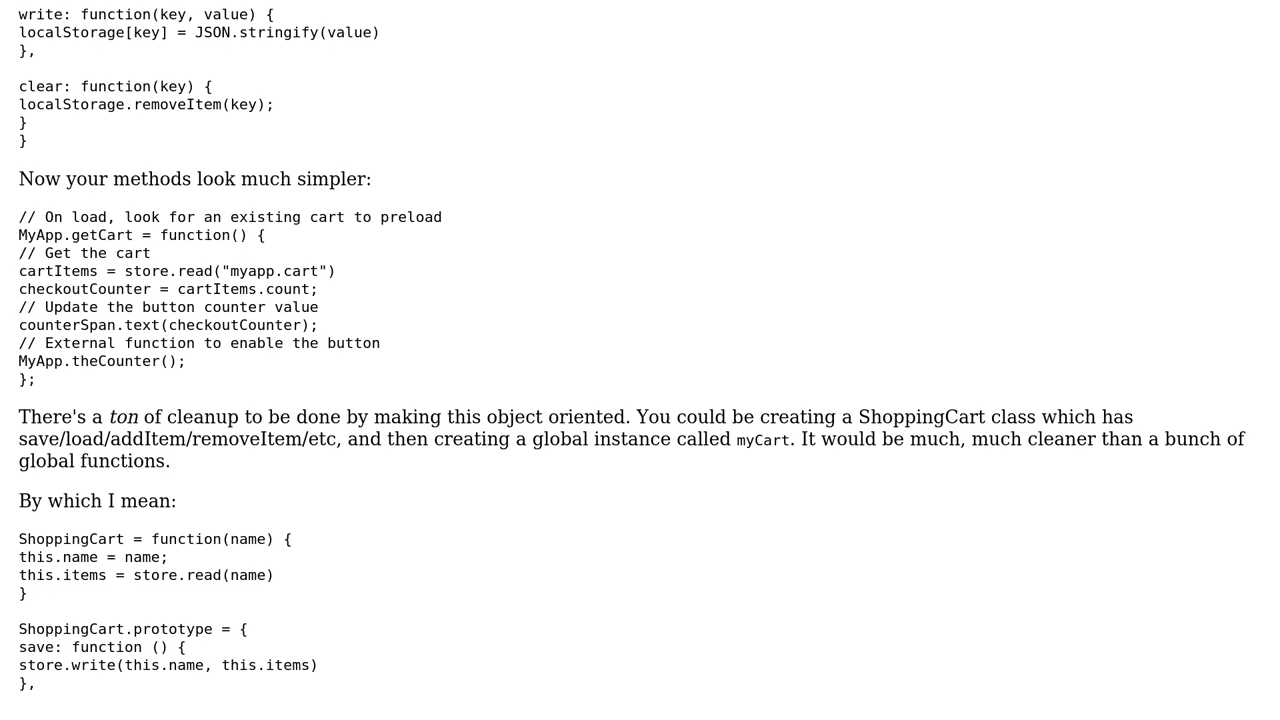 write: function(key, value) {
localStorage[key] = JSON.stringify(value)
},
clear: function(key) {
localStorage.removeItem(key);
}
}
Now your methods look much simpler:
// On load, look for an existing cart to preload
MyApp.getCart = function() {
// Get the cart
cartItems = store.read("myapp.cart")
checkoutCounter = cartItems.count;
// Update the button counter value
counterSpan.text(checkoutCounter);
// External function to enable the button
MyApp.theCounter();
};
There's a ton of cleanup to be done by making this object oriented. You could be creating a ShoppingCart class which has
save/load/addItem/removeItem/etc, and then creating a global instance called myCart. It would be much, much cleaner than a bunch of
global functions.
By which I mean:
ShoppingCart = function(name) {
this.name = name;
this.items = store.read(name)
}
ShoppingCart.prototype = {
save: function () {
store.write(this.name, this.items)
},